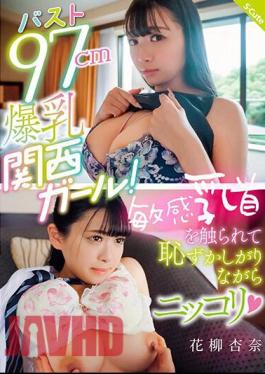 S-Cute
バスト
97cm
爆乳
関西
ガール!
敏感乳首
を触られて
恥ずかしがり
ながら
ニッコリ♥
花柳杏奈
JAVHD